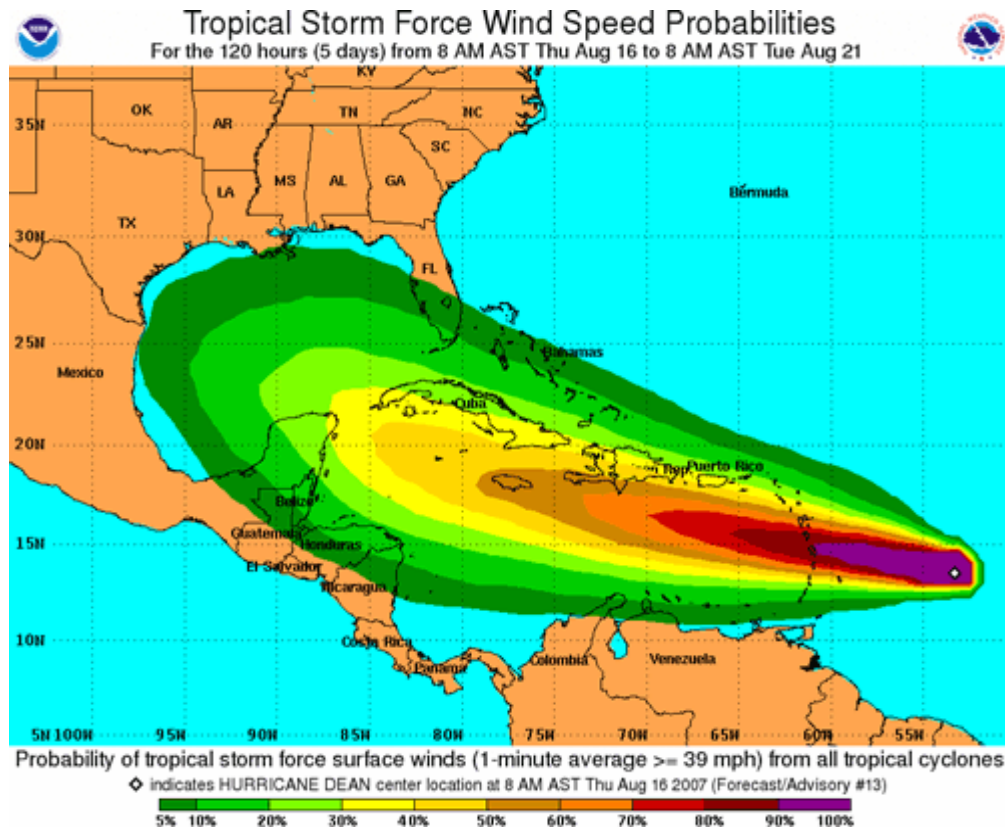 Tropical Storm Force Wind Speed Probabilities
For the 120 hours (5 days) from 8 AM AST Thu Aug 16 to 8 AM AST Tue Aug 21
NOAA
KY
OK
TN
NC
35N
AR
SC
MS
AL
GA
LA
Bermuda
TX
30N
FL
25N
Bahamas
Mexico
Cuba
20N
Rep.
Puerto Rico
Belize
Guatemala
15N
Honduras
El Salvador
Nicaragua
10N
Costa Rica
Panama
Colombia
Venezuela
5N 100W 95W 90W 85W 80W 75W 70W 65W 60W 55W
Probability of tropical storm force surface winds (1-minute average >= 39 mph) from all tropical cyclones
indicates HURRICANE DEAN center location at 8 AM AST Thu Aug 16 2007 (Forecast/Advisory #13)
5% 10% 20% 30% 40% 50% 60% 70% 80% 90% 100%